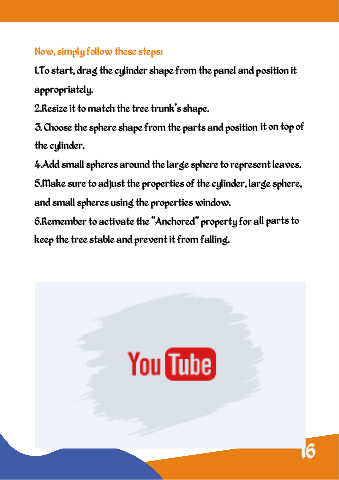 Now, simply follow these steps:
1.To start, drag the cylinder shape from the panel and position it
appropriately.
2.Resize it to match the tree trunk's shape.
3. Choose the sphere shape from the parts and position it on top of
the cylinder.
4.Add small spheres around the large sphere to represent leaves.
5.Make sure to adjust the properties of the cylinder, large sphere,
and small spheres using the properties window.
6.Remember to activate the "Anchored" property for all parts to
keep the tree stable and prevent it from falling.
YouTube
16